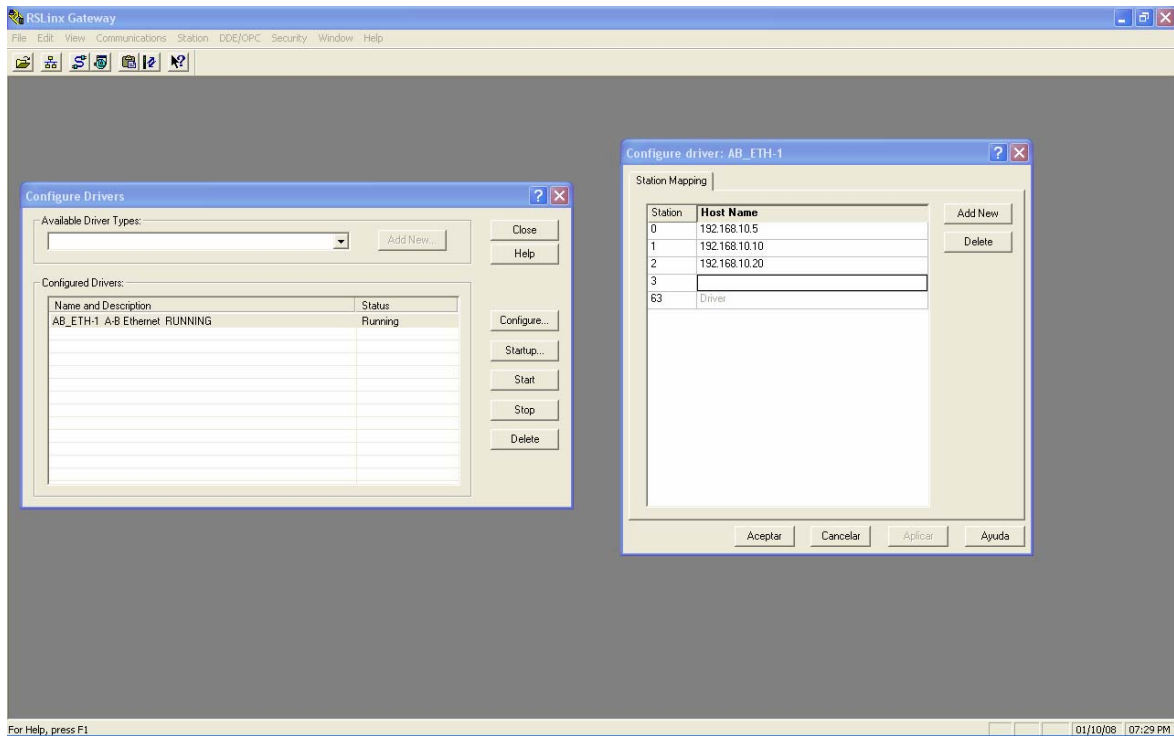 RSLinx Gateway
File Edit View Communications Station DDE/OPC Security Window Help
Configure Drivers
Available Driver Types:
Add New...
Close
Help
Configured Drivers:
Name and Description Status
AB_ETH-1 A-B Ethernet RUNNING Running
Configure...
Startup...
Start
Stop
Delete
Configure driver: AB_ETH-1
Station Mapping
Station Host Name
0 192.168.10.5
1 192.168.10.10
2 192.168.10.20
3
63 Driver
Add New
Delete
Aceptar Cancelar Aplicar Ayuda
For Help, press F1
01/10/08 07:29 PM